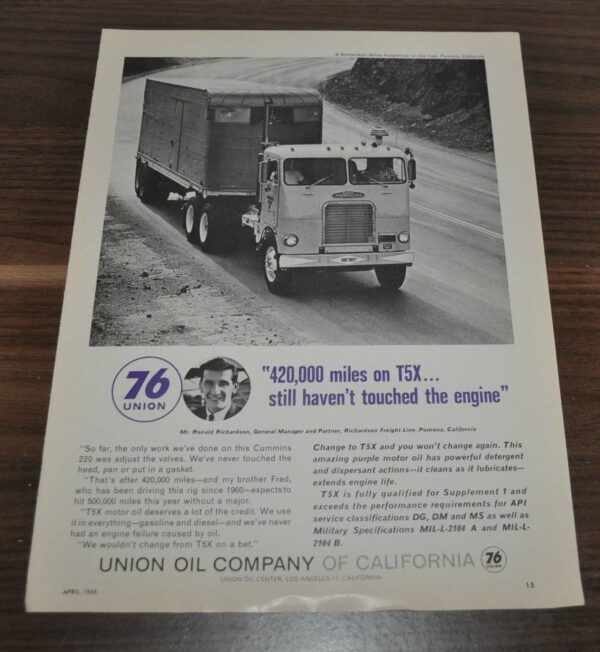 A Richardson White Freightliner on the road, Pomona, California
76
UNION
"420,000 miles on T5X...
still haven't touched the engine"
Mr. Ronald Richardson, General Manager and Partner, Richardson Freight Line, Pomona, California
"So far, the only work we've done on this Cummins
220 was adjust the valves. We've never touched the
head, pan or put in a gasket.
"That's after 420,000 miles—and my brother Fred,
who has been driving this rig since 1960—expects to
hit 500,000 miles this year without a major.
"T5X motor oil deserves a lot of the credit. We use
it in everything—gasoline and diesel—and we've never
had an engine failure caused by oil.
"We wouldn't change from T5X on a bet."
Change to T5X and you won't change again. This
amazing purple motor oil has powerful detergent
and dispersant actions—it cleans as it lubricates—
extends engine life.
T5X is fully qualified for Supplement 1 and
exceeds the performance requirements for API
service classifications DG, DM and MS as well as
Military Specifications MIL-L-2104 A and MIL-L-
2104 B.
UNION OIL COMPANY OF CALIFORNIA 76
UNION OIL CENTER, LOS ANGELES 17, CALIFORNIA
APRIL, 1963
15